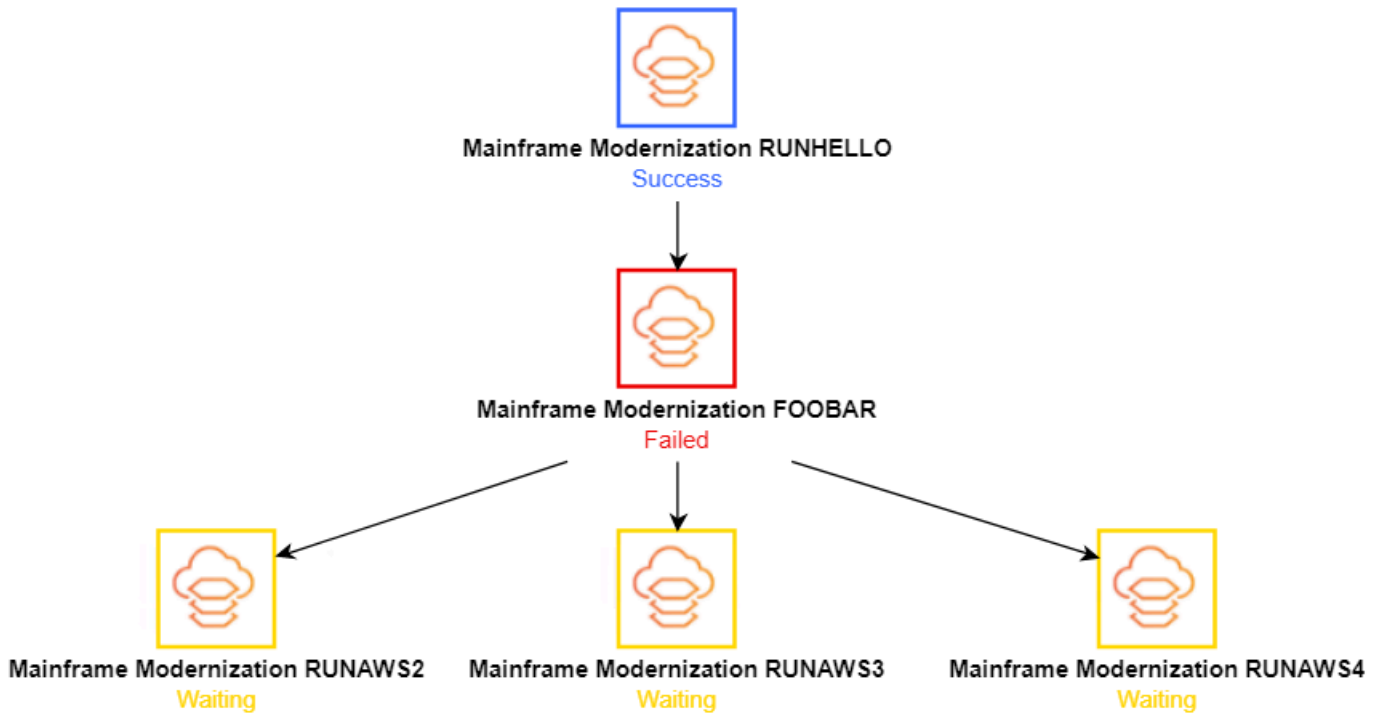 Mainframe Modernization RUNHELLO
Success
Mainframe Modernization FOOBAR
Failed
Mainframe Modernization RUNAWS2
Waiting
Mainframe Modernization RUNAWS3
Waiting
Mainframe Modernization RUNAWS4
Waiting